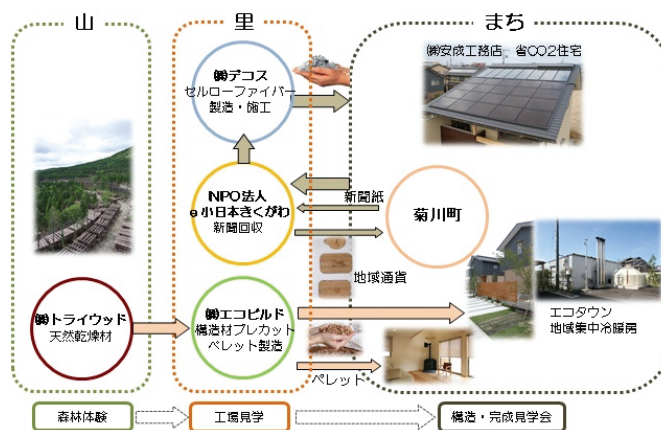 山
里
まち
㈱デコス
セルローファイバー
製造・施工
㈱安成工務店 省CO2住宅
NPO法人
e小日本きくがわ
新聞回収
新聞紙
菊川町
地域通貨
㈱トライウッド
天然乾燥材
㈱エコビルド
構造材プレカット
ペレット製造
エコタウン
地域集中冷暖房
ペレット
森林体験
工場見学
構造・完成見学会